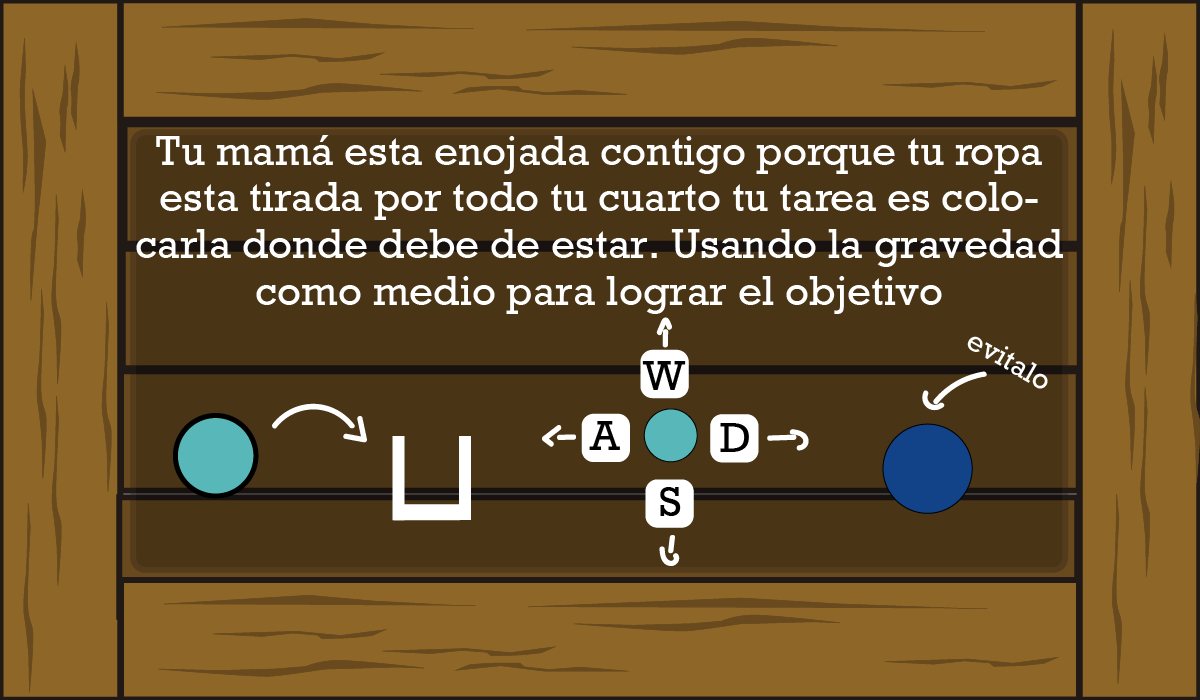 Tu mamá esta enojada contigo porque tu ropa
esta tirada por todo tu cuarto tu tarea es colo-
carla donde debe de estar. Usando la gravedad
como medio para lograr el objetivo
evitalo
W
A D
S